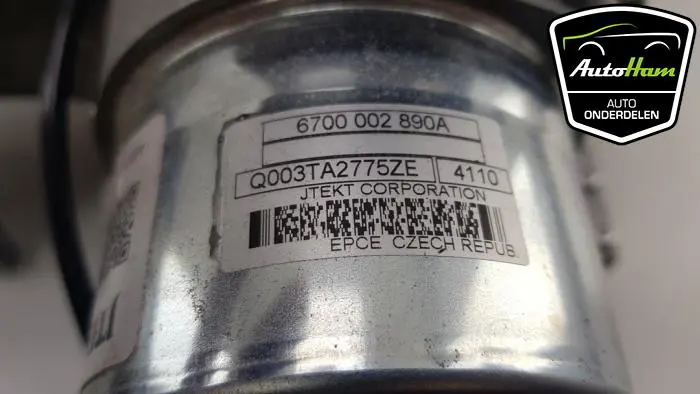 6700 002 890A
Q003TA2775ZE 4110
JTEKT CORPORATION
EPCE CZECH REPUB.
AutoHam
AUTO
ONDERDELEN